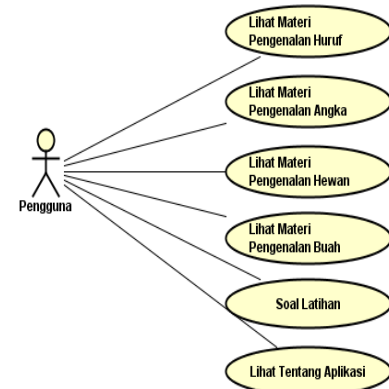 Lihat Materi
Pengenalan Huruf
Lihat Materi
Pengenalan Angka
Lihat Materi
Pengenalan Hewan
Pengguna
Lihat Materi
Pengenalan Buah
Soal Latihan
Lihat Tentang Aplikasi